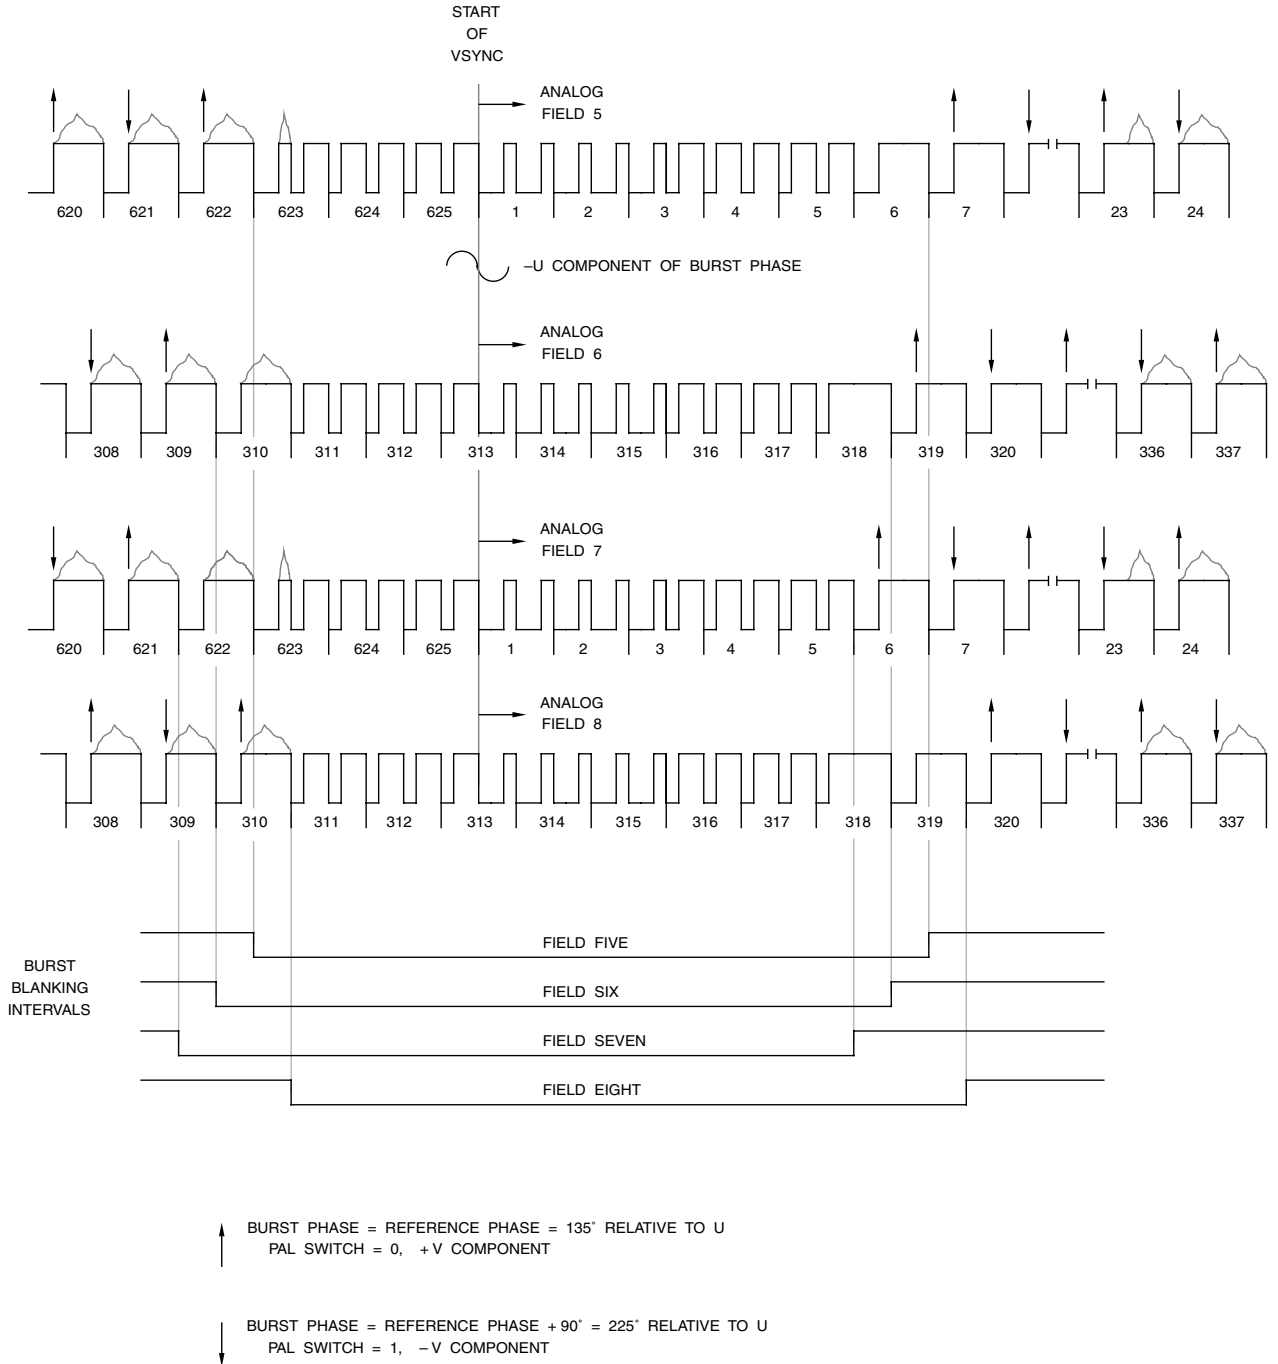 START
OF
VSYNC
ANALOG
FIELD 5
620 621 622 623 624 625 1 2 3 4 5 6 7 23 24
–U COMPONENT OF BURST PHASE
ANALOG
FIELD 6
308 309 310 311 312 313 314 315 316 317 318 319 320 336 337
ANALOG
FIELD 7
620 621 622 623 624 625 1 2 3 4 5 6 7 23 24
ANALOG
FIELD 8
308 309 310 311 312 313 314 315 316 317 318 319 320 336 337
BURST
BLANKING
INTERVALS
FIELD FIVE
FIELD SIX
FIELD SEVEN
FIELD EIGHT
BURST PHASE = REFERENCE PHASE = 135° RELATIVE TO U
PAL SWITCH = 0, +V COMPONENT
BURST PHASE = REFERENCE PHASE +90° = 225° RELATIVE TO U
PAL SWITCH = 1, –V COMPONENT